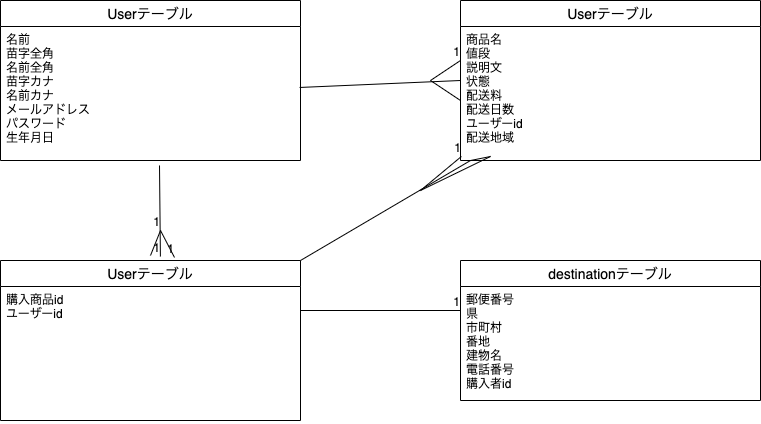 Userテーブル
名前
苗字全角
名前全角
苗字カナ
名前カナ
メールアドレス
パスワード
生年月日
Userテーブル
商品名
値段
説明文
状態
配送料
配送日数
ユーザーid
配送地域
1
1
1
1
1
Userテーブル
購入商品id
ユーザーid
1
destinationテーブル
郵便番号
県
市町村
番地
建物名
電話番号
購入者id